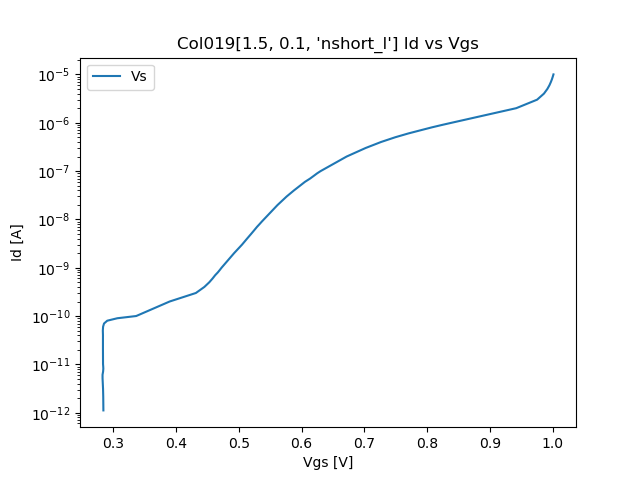 Col019[1.5, 0.1, 'nshort_l'] Id vs Vgs
Vs
10⁻⁵
10⁻⁶
10⁻⁷
10⁻⁸
10⁻⁹
10⁻¹⁰
10⁻¹¹
10⁻¹²
Id [A]
0.3 0.4 0.5 0.6 0.7 0.8 0.9 1.0
Vgs [V]